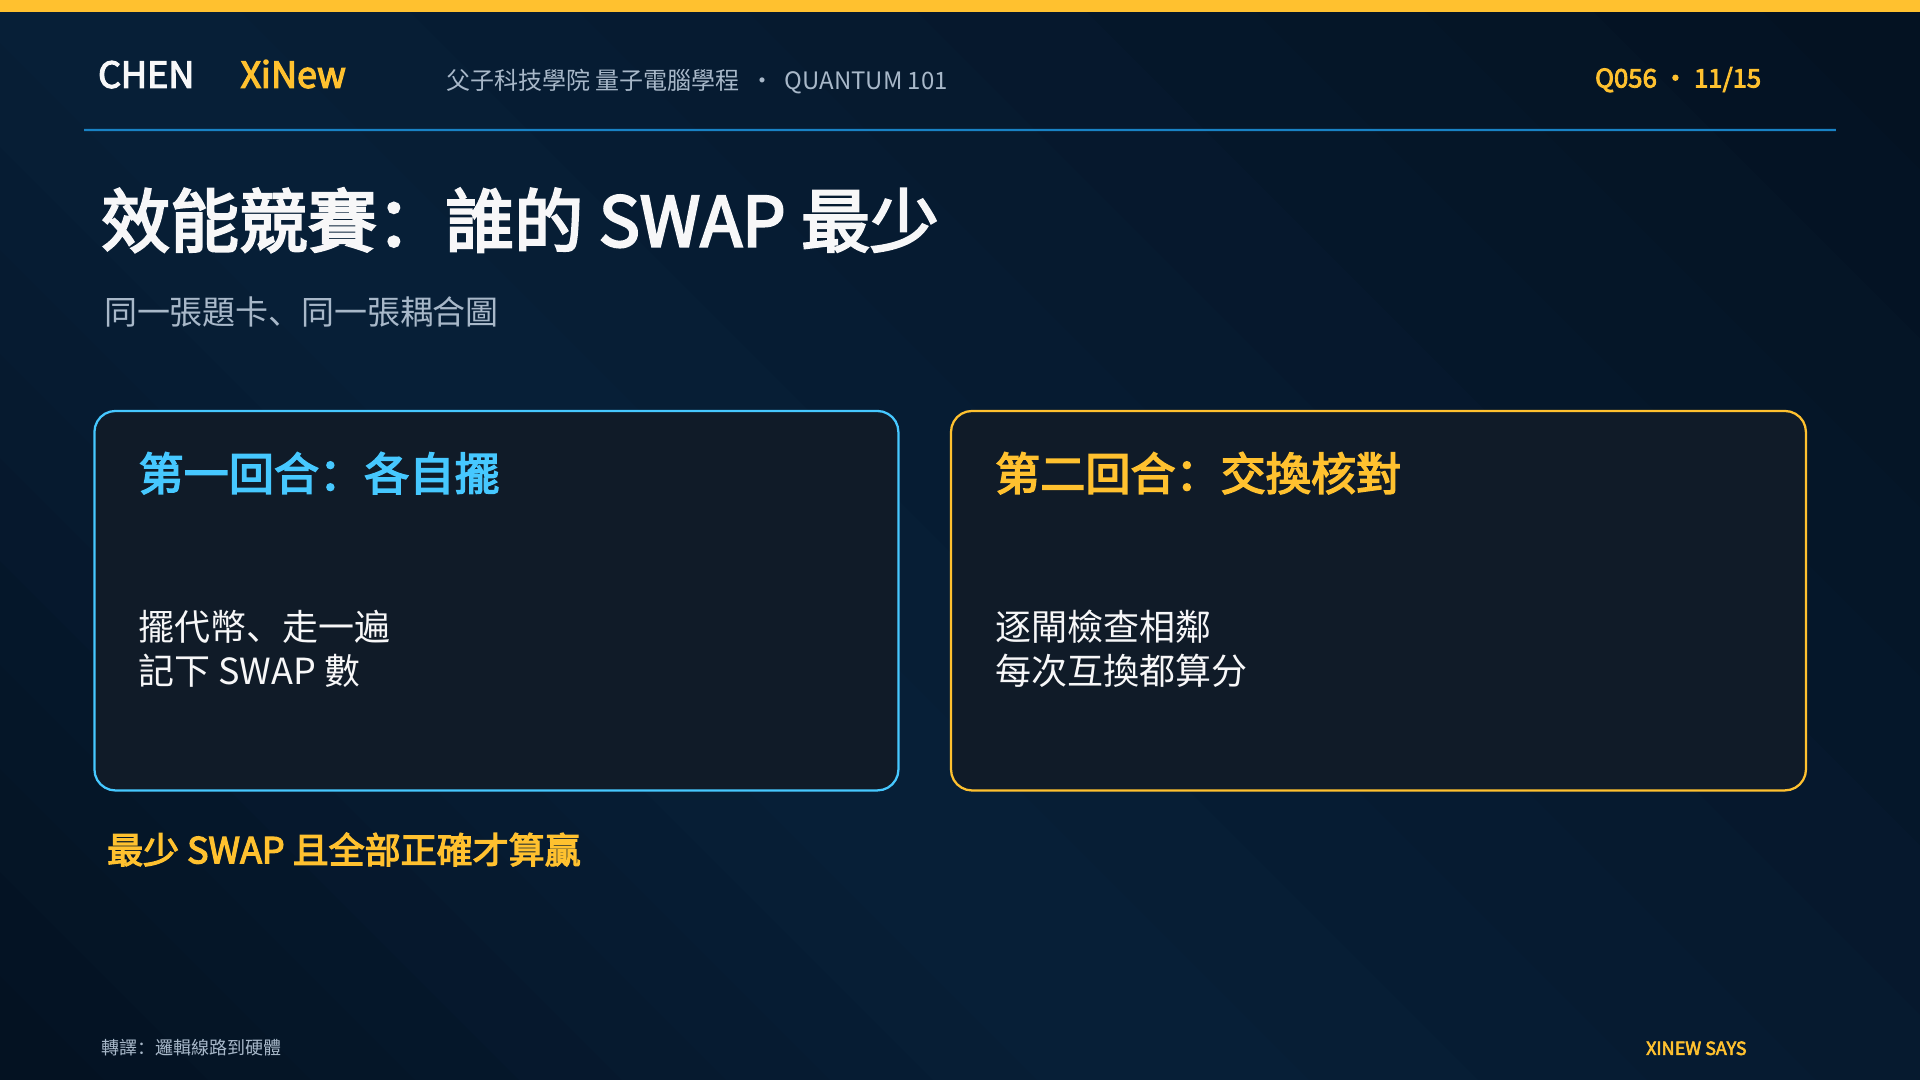 CHEN XiNew 父子科技學院 量子電腦學程 · QUANTUM 101 Q056 · 11/15
效能競賽：誰的 SWAP 最少
同一張題卡、同一張耦合圖
第一回合：各自擺
擺代幣、走一遍
記下 SWAP 數
第二回合：交換核對
逐閘檢查相鄰
每次互換都算分
最少 SWAP 且全部正確才算贏
轉譯：邏輯線路到硬體
XINEW SAYS